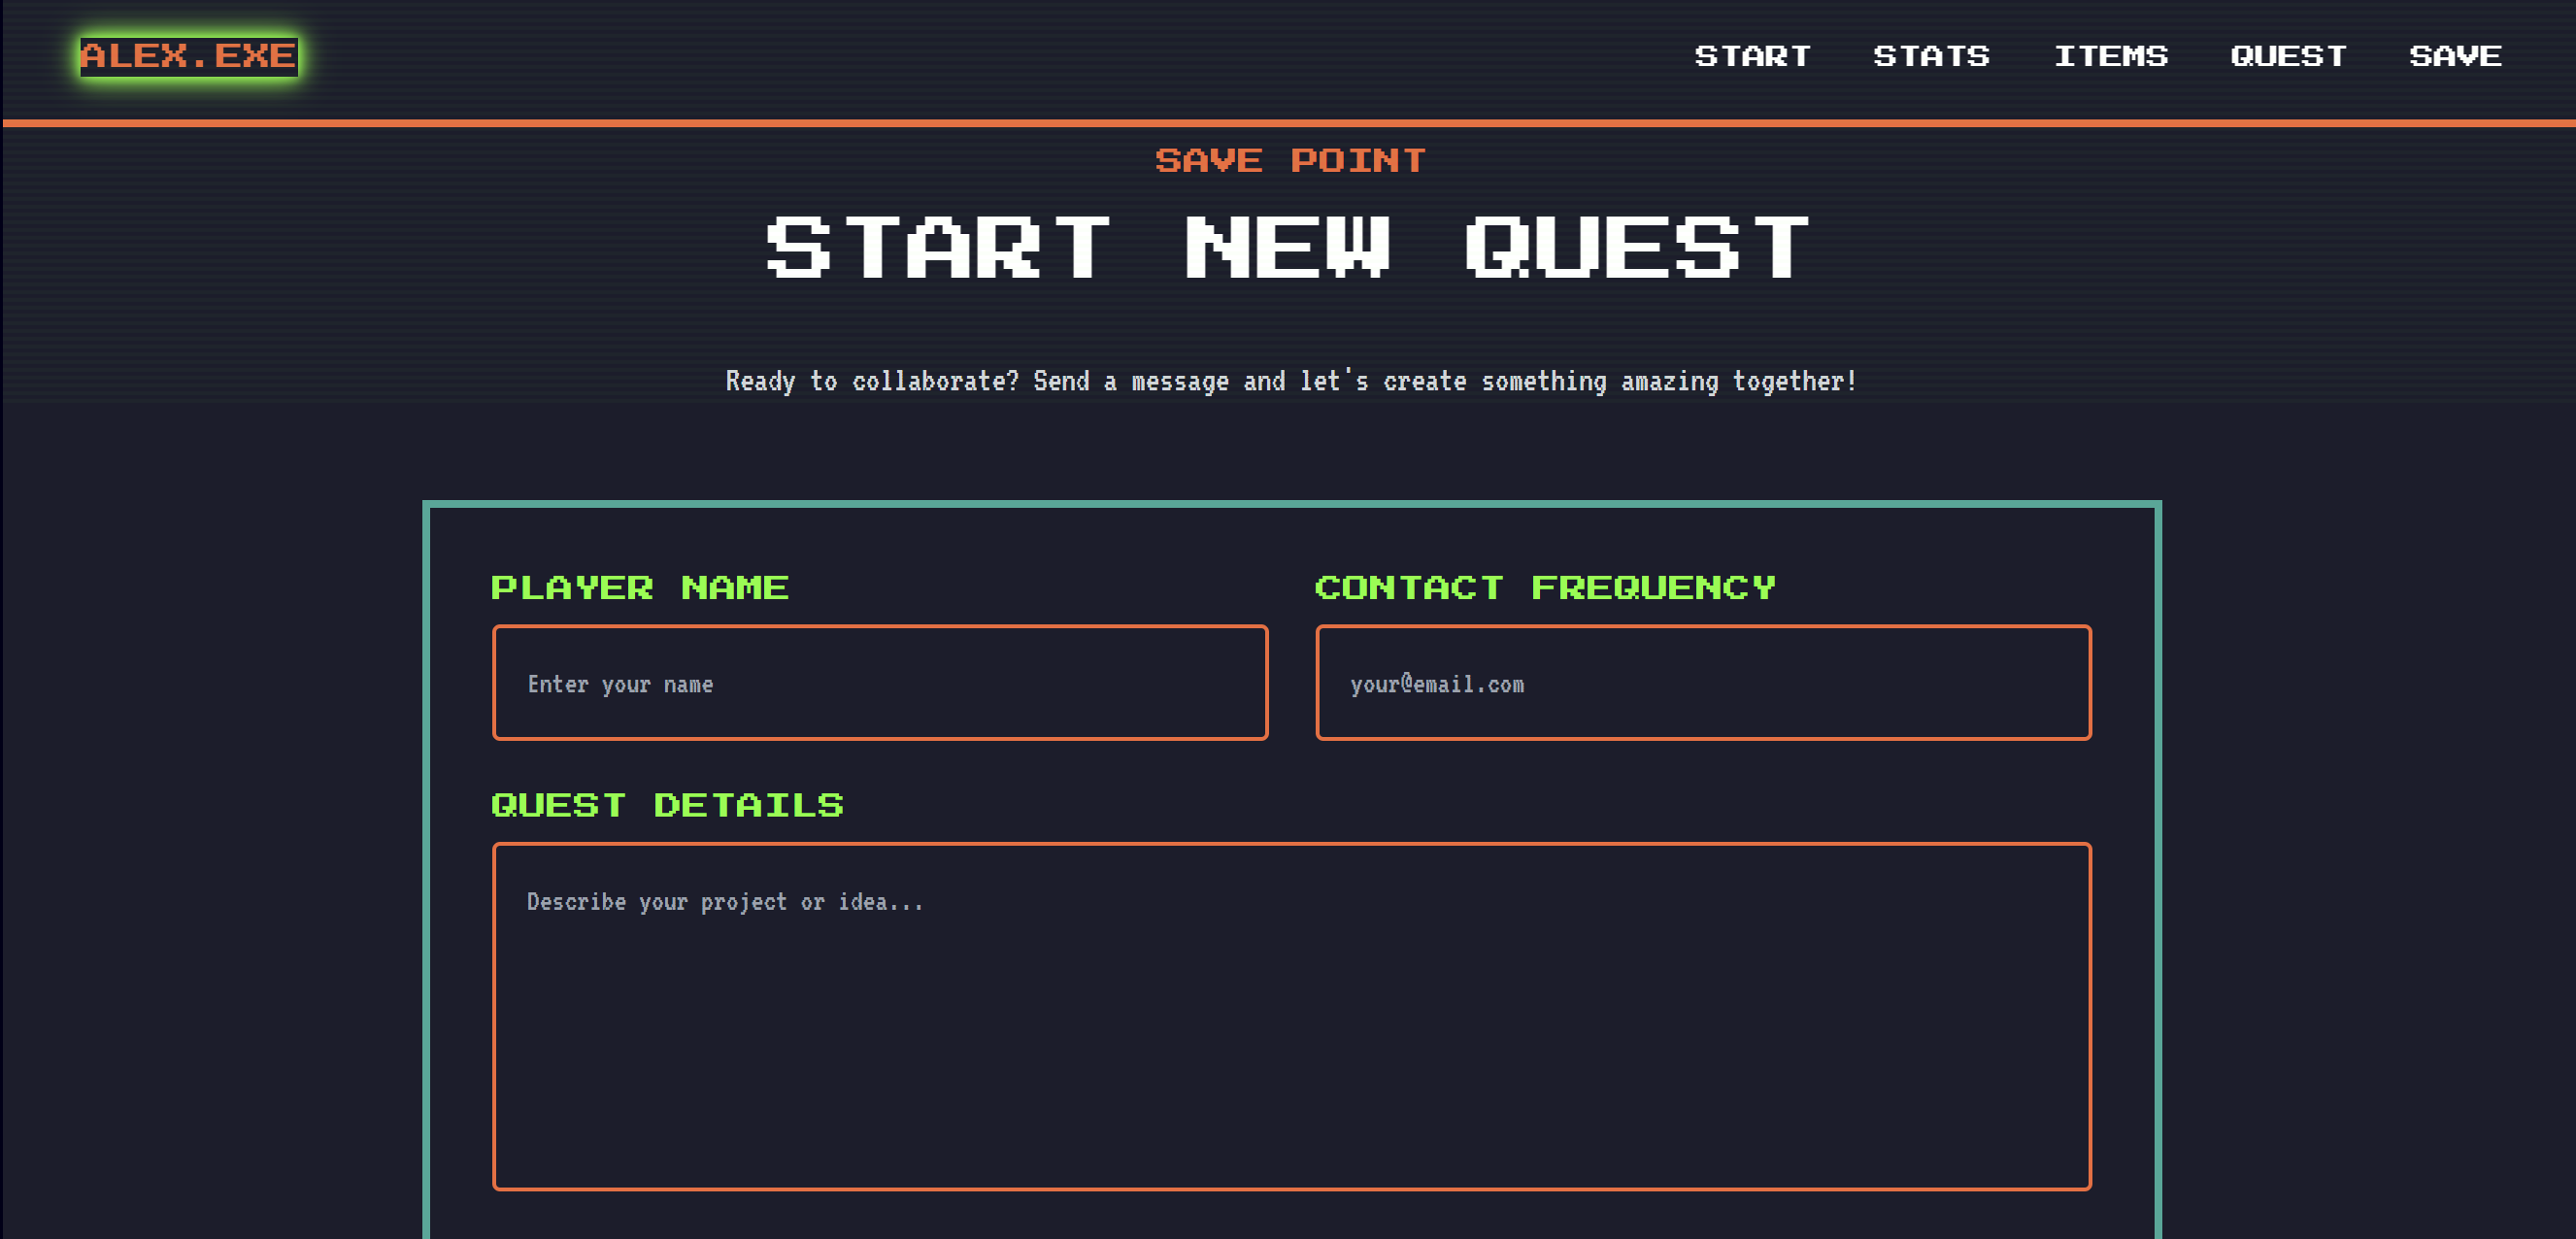 ALEX.EXE START STATS ITEMS QUEST SAVE
SAVE POINT
START NEW QUEST
Ready to collaborate? Send a message and let's create something amazing together!
PLAYER NAME CONTACT FREQUENCY
Enter your name your@email.com
QUEST DETAILS
Describe your project or idea...